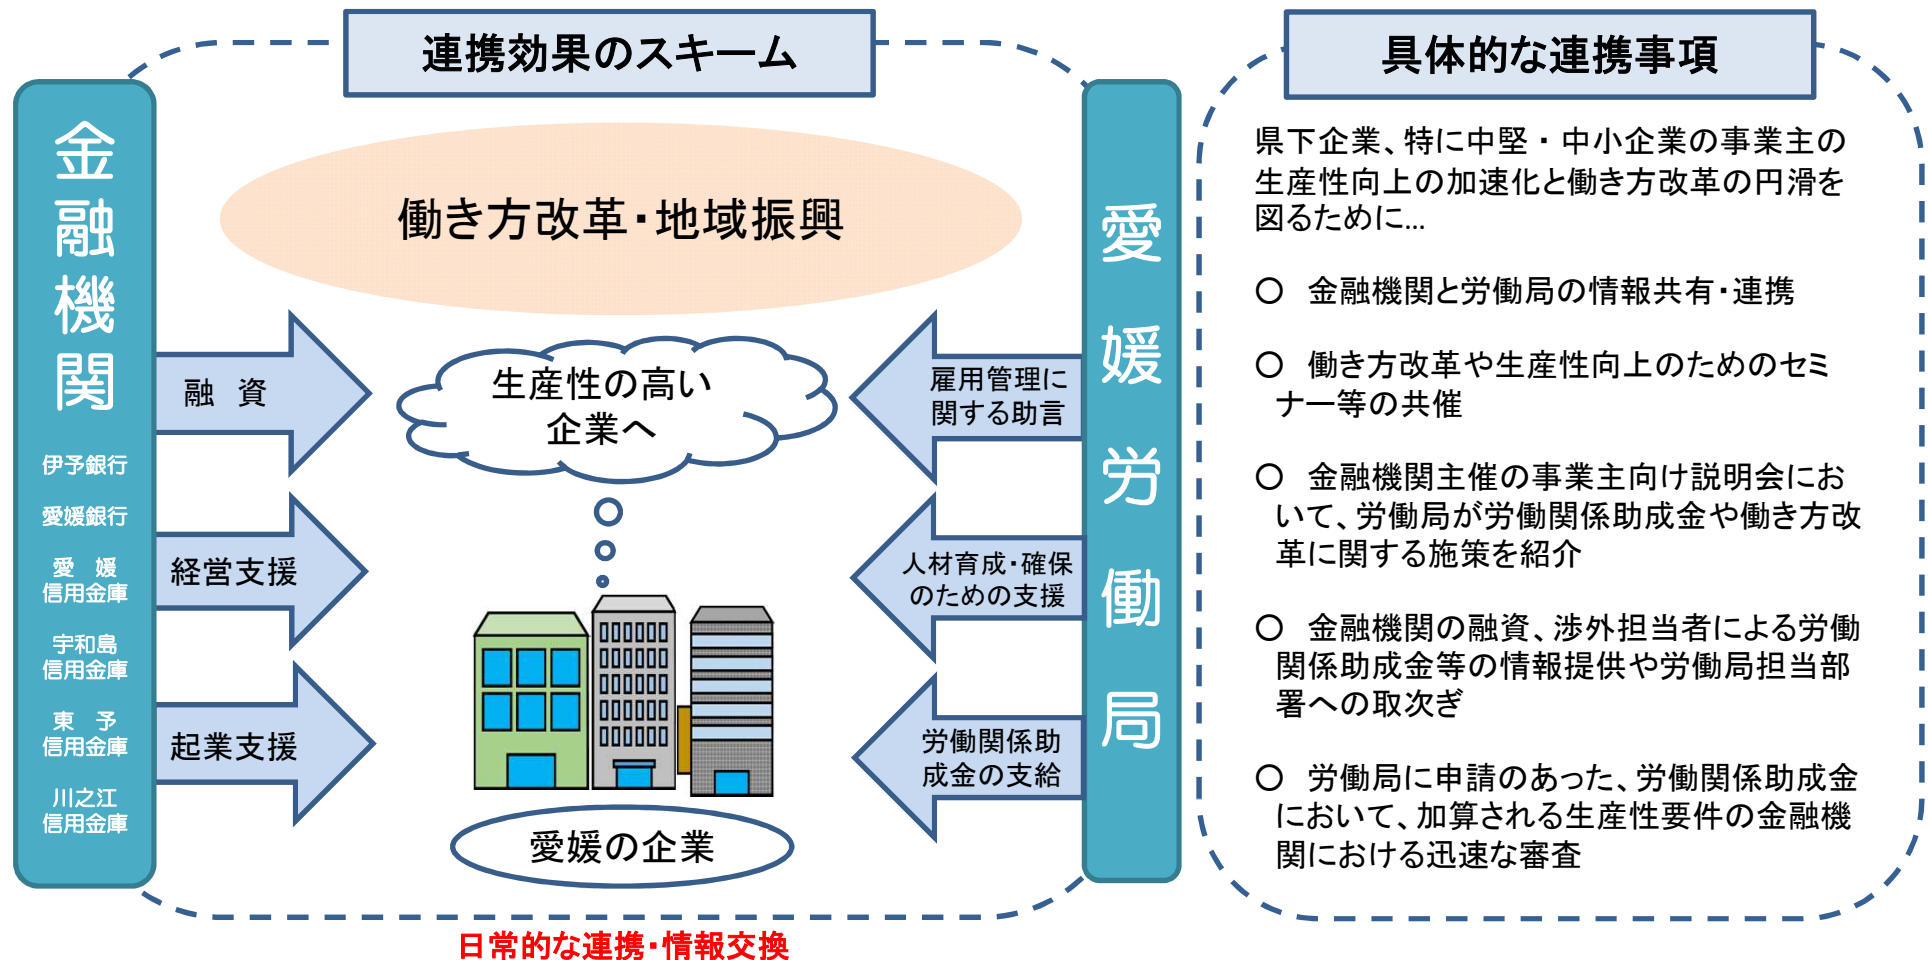 連携効果のスキーム
金融機関
伊予銀行
愛媛銀行
愛　媛
信用金庫
宇和島
信用金庫
東　予
信用金庫
川之江
信用金庫
働き方改革・地域振興
融　資
経営支援
起業支援
生産性の高い
企業へ
愛媛の企業
雇用管理に
関する助言
人材育成・確保
のための支援
労働関係助
成金の支給
愛媛労働局
日常的な連携・情報交換
具体的な連携事項
県下企業、特に中堅・中小企業の事業主の
生産性向上の加速化と働き方改革の円滑を
図るために…
○　金融機関と労働局の情報共有・連携
○　働き方改革や生産性向上のためのセミ
ナー等の共催
○　金融機関主催の事業主向け説明会にお
いて、労働局が労働関係助成金や働き方改
革に関する施策を紹介
○　金融機関の融資、渉外担当者による労働
関係助成金等の情報提供や労働局担当部
署への取次ぎ
○　労働局に申請のあった、労働関係助成金
において、加算される生産性要件の金融機
関における迅速な審査